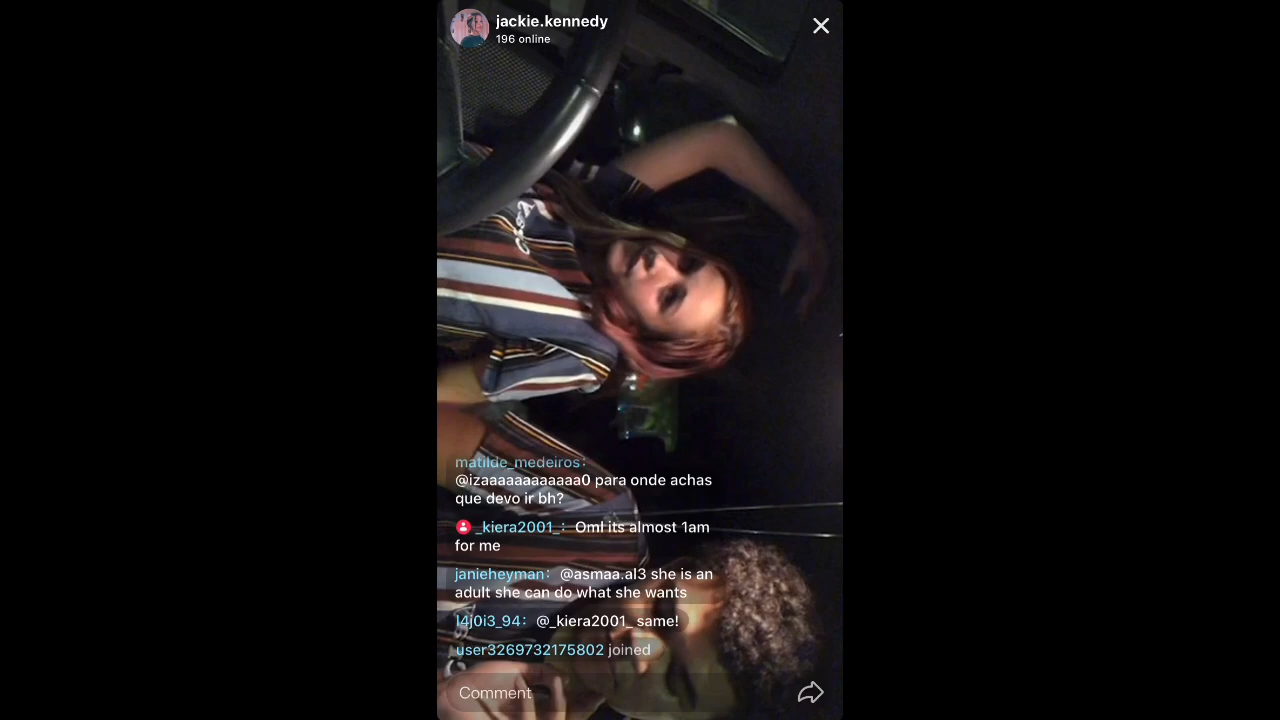 jackie.kennedy
196 online
matilde_medeiros:
@izaaaaaaaaaaaa0 para onde achas
que devo ir bh?
_kiera2001_: Oml its almost 1am
for me
janieheyman: @asmaa.al3 she is an
adult she can do what she wants
l4j0i3_94: @_kiera2001_ same!
user3269732175802 joined
Comment